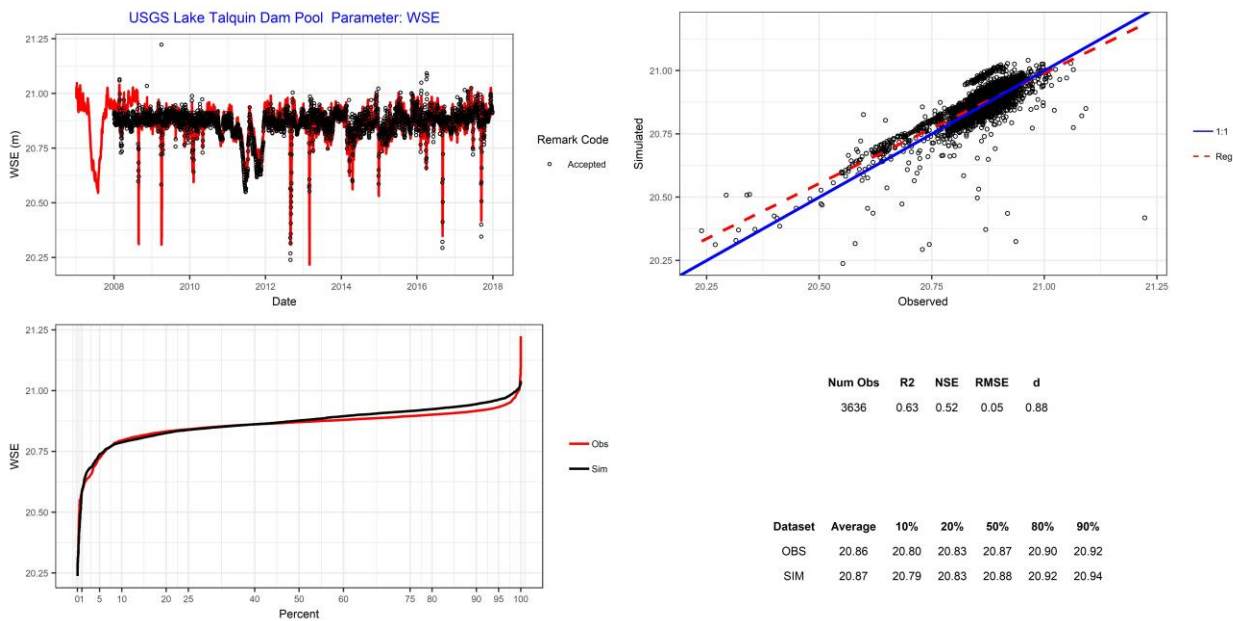 USGS Lake Talquin Dam Pool Parameter: WSE
WSE (m)
21.25
21.00
20.75
20.50
20.25
2008
2010
2012
2014
2016
2018
Date
Remark Code
Accepted
Simulated
21.00
20.75
20.50
20.25
20.25
20.50
20.75
21.00
21.25
Observed
1:1
Reg
WSE
21.25
21.00
20.75
20.50
20.25
0 1 5 10 20 25 40 50 60 75 80 90 95 100
Percent
Obs
Sim
Num Obs R2 NSE RMSE d
3636 0.63 0.52 0.05 0.88
Dataset Average 10% 20% 50% 80% 90%
OBS 20.86 20.80 20.83 20.87 20.90 20.92
SIM 20.87 20.79 20.83 20.88 20.92 20.94